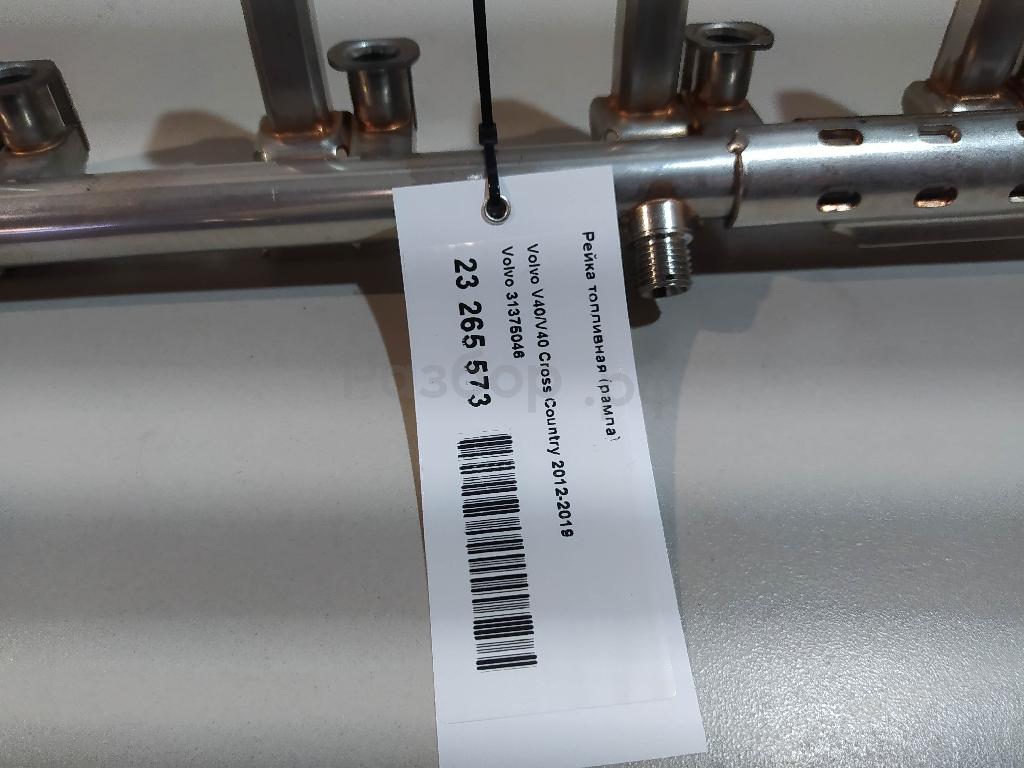 Рейка топливная (рампа)
Volvo V40/V40 Cross Country 2012-2019
Volvo 31375046
23 265 573